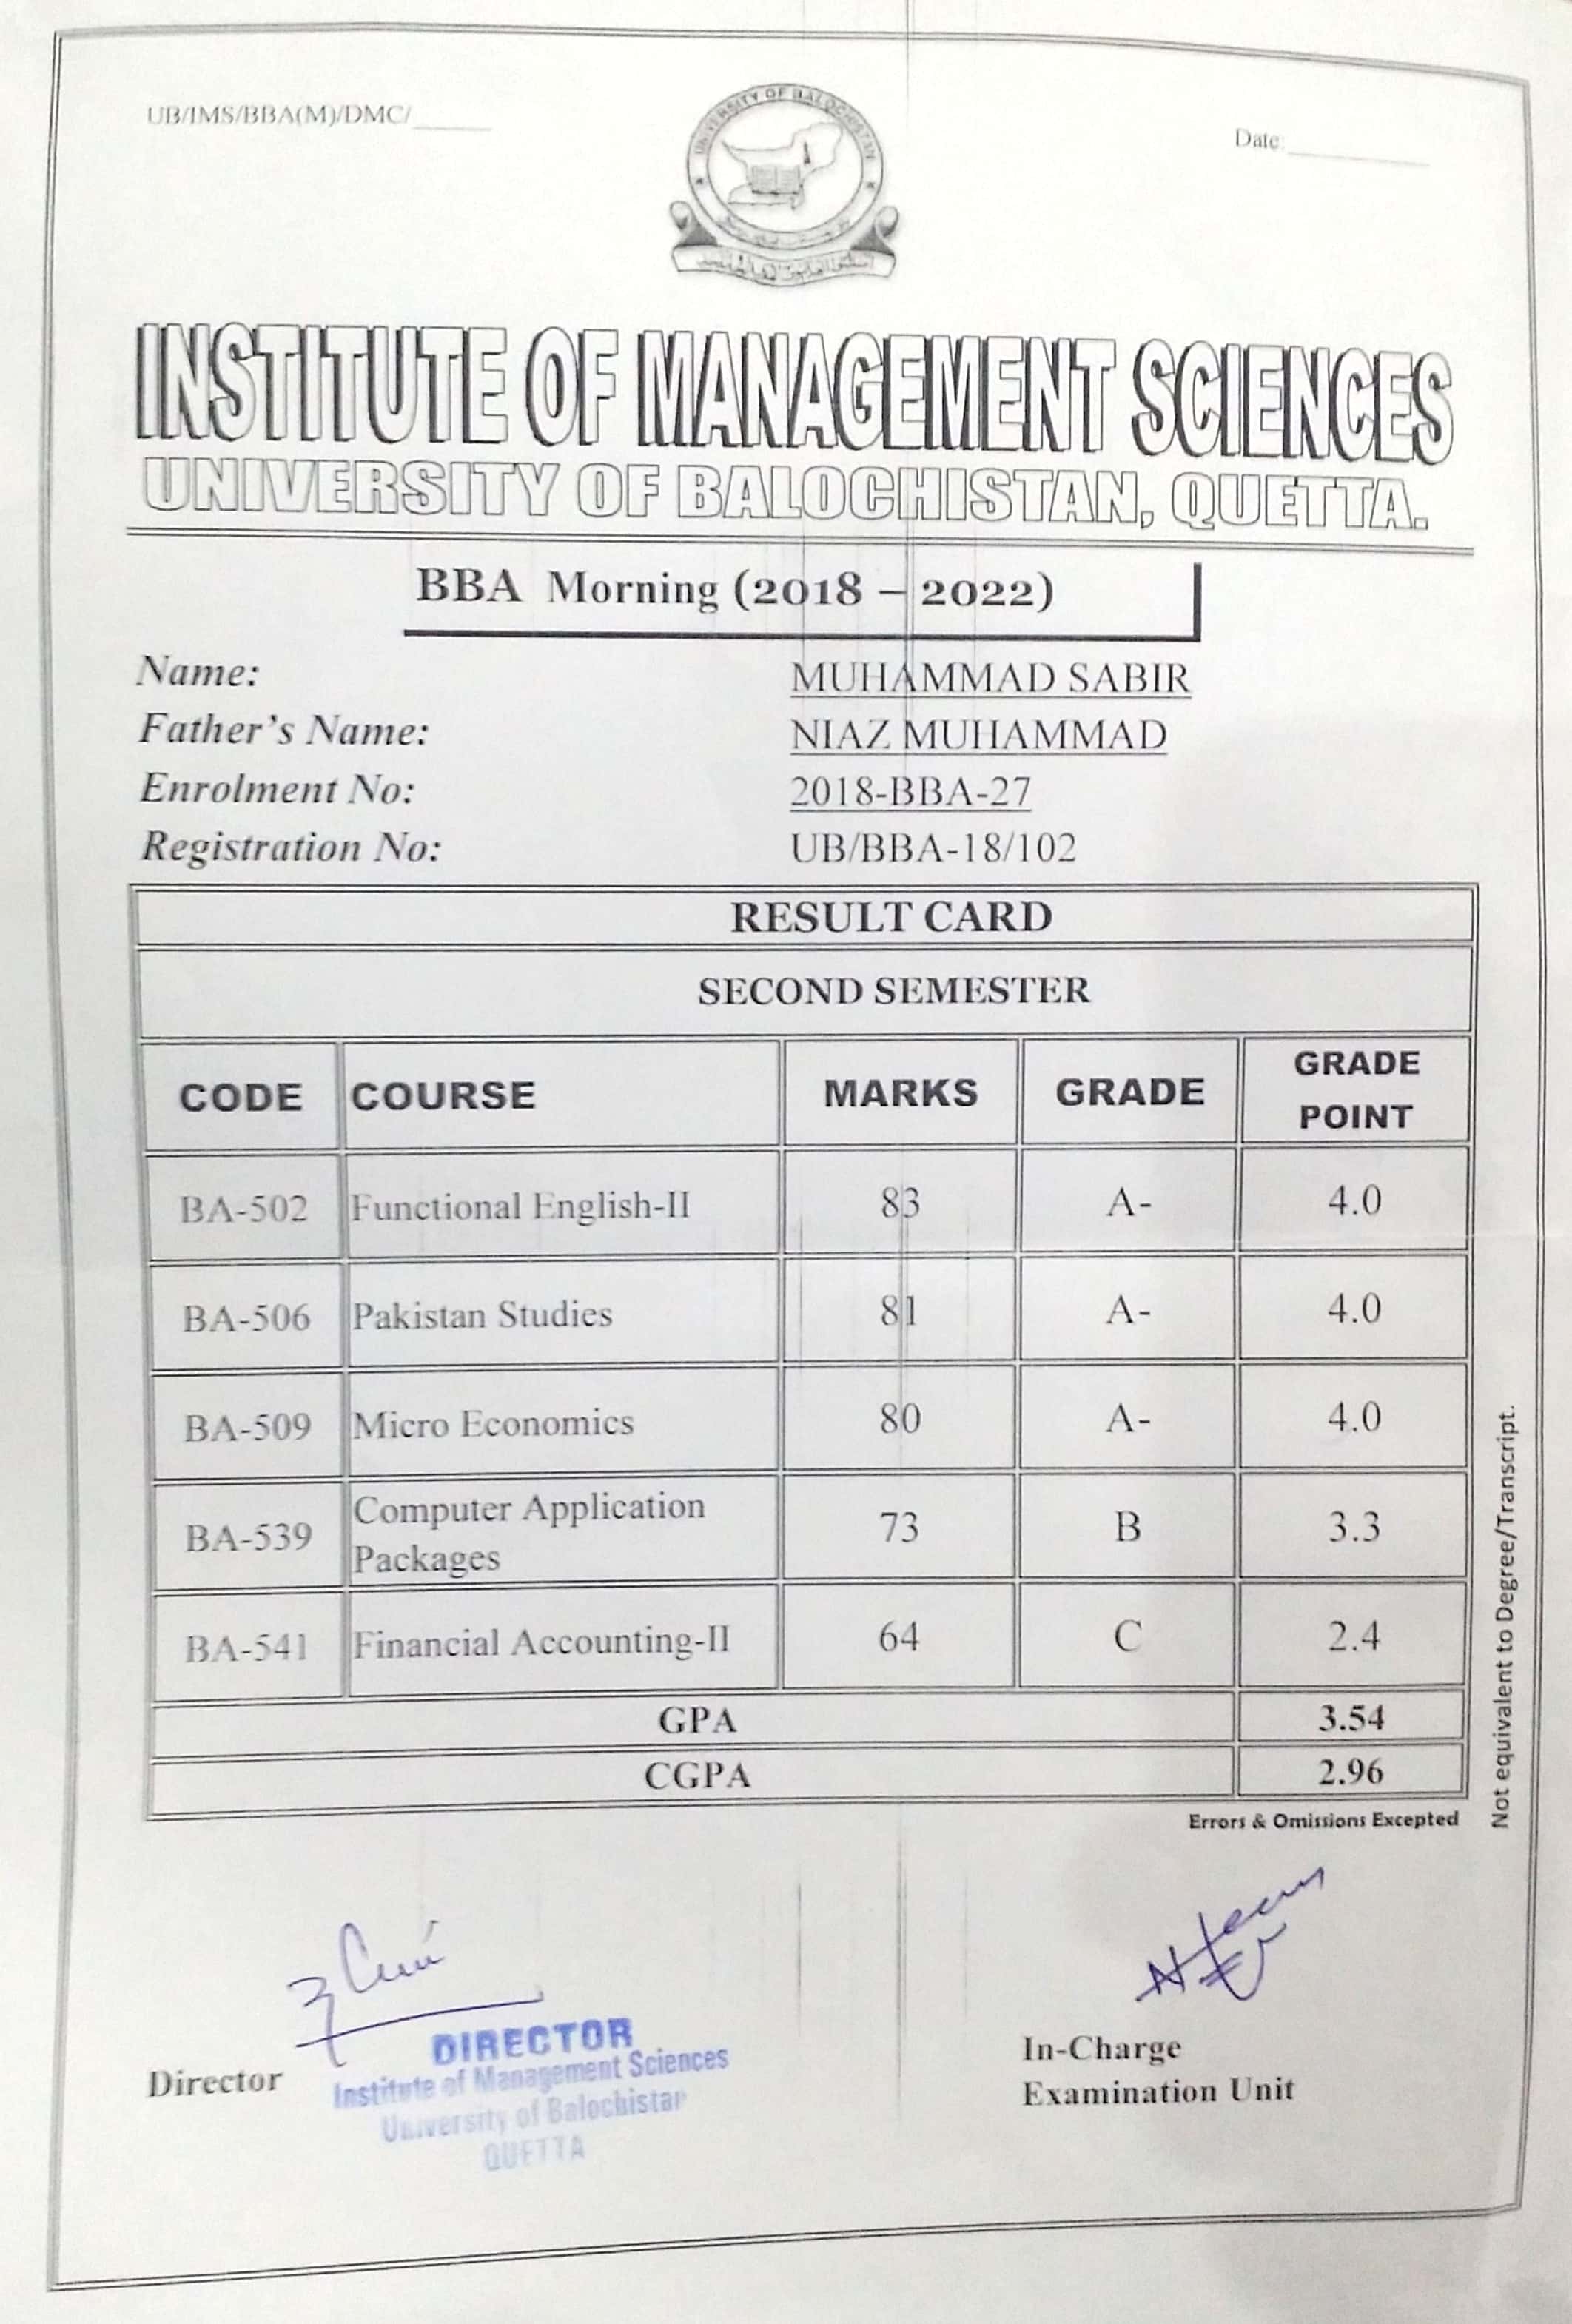 UB/IMS/BBA(M)/DMC/______
Date:__________
UNIVERSITY OF BALOCHISTAN
INSTITUTE OF MANAGEMENT SCIENCES
UNIVERSITY OF BALOCHISTAN, QUETTA.
BBA Morning (2018 – 2022)
Name: MUHAMMAD SABIR
Father's Name: NIAZ MUHAMMAD
Enrolment No: 2018-BBA-27
Registration No: UB/BBA-18/102
RESULT CARD
SECOND SEMESTER
CODE COURSE MARKS GRADE GRADE POINT
BA-502 Functional English-II 83 A- 4.0
BA-506 Pakistan Studies 81 A- 4.0
BA-509 Micro Economics 80 A- 4.0
BA-539 Computer Application Packages 73 B 3.3
BA-541 Financial Accounting-II 64 C 2.4
GPA 3.54
CGPA 2.96
Errors & Omissions Excepted
Not equivalent to Degree/Transcript.
Director
DIRECTOR
Institute of Management Sciences
University of Balochistan
QUETTA
In-Charge
Examination Unit